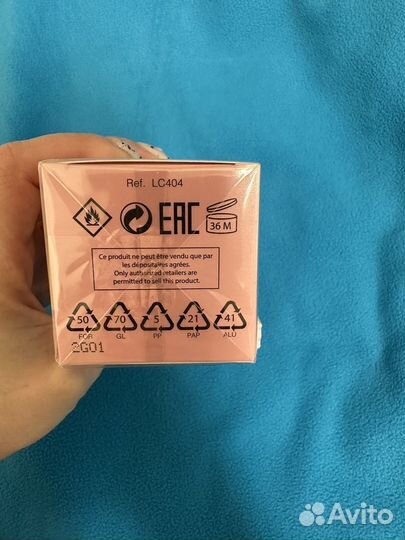 Ref. LC404
EAC 36 M
Ce produit ne peut être vendu que par
les dépositaires agrées.
Only authorized retailers are
permitted to sell this product.
50 70 5 21 41
FOR GL PP PAP ALU
2G01
Avito